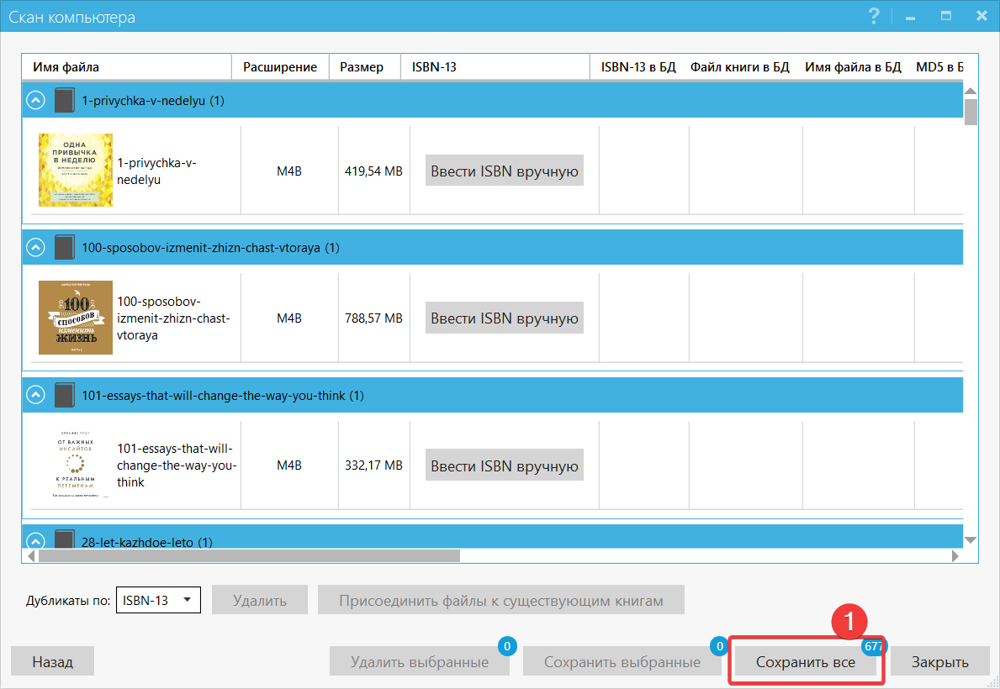 Скан компьютера
?
Имя файла Расширение Размер ISBN-13 ISBN-13 в БД Файл книги в БД Имя файла в БД MD5 в Б
1-privychka-v-nedelyu (1)
ОДНА
ПРИВЫЧКА
В НЕДЕЛЮ
ИЗМЕНИ СЕБЯ ЗА ГОД
1-privychka-v-
nedelyu
M4B
419,54 MB
Ввести ISBN вручную
100-sposobov-izmenit-zhizn-chast-vtoraya (1)
100
СПОСОБОВ
изменить
ЖИЗНЬ
ЧАСТЬ 2
100-sposobov-
izmenit-zhizn-chast-
vtoraya
M4B
788,57 MB
Ввести ISBN вручную
101-essays-that-will-change-the-way-you-think (1)
ОТ ВАЖНЫХ
ИНСАЙТОВ
К РЕАЛЬНЫМ
ПЕРЕМЕНАМ
101-essays-that-will-
change-the-way-you-
think
M4B
332,17 MB
Ввести ISBN вручную
28-let-kazhdoe-leto (1)
Дубликаты по: ISBN-13 Удалить Присоединить файлы к существующим книгам
1
0 0 677
Назад Удалить выбранные Сохранить выбранные Сохранить все Закрыть